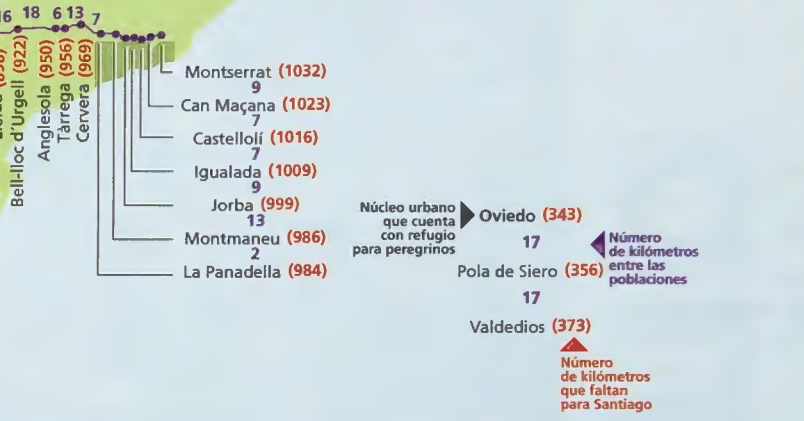 16 18 6 13 7
Bell-lloc d'Urgell (922)
Anglesola (950)
Tàrrega (956)
Cervera (969)
Montserrat (1032)
9
Can Maçana (1023)
7
Castellolí (1016)
7
Igualada (1009)
9
Jorba (999)
13
Montmaneu (986)
2
La Panadella (984)
Núcleo urbano
que cuenta
con refugio
para peregrinos
Oviedo (343)
17
Pola de Siero (356)
17
Valdedios (373)
Número
de kilómetros
entre las
poblaciones
Número
de kilómetros
que faltan
para Santiago